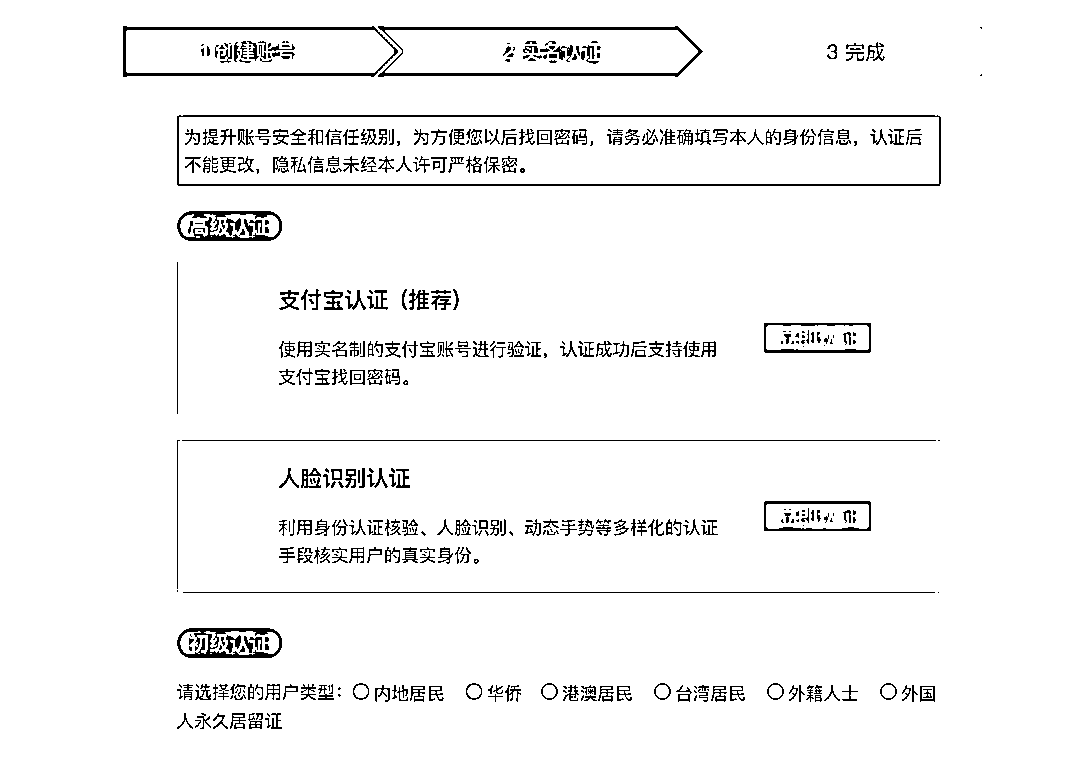 1 创建账号
2 实名认证
3 完成
为提升账号安全和信任级别，为方便您以后找回密码，请务必准确填写本人的身份信息，认证后
不能更改，隐私信息未经本人许可严格保密。
高级认证
支付宝认证（推荐）
使用实名制的支付宝账号进行验证，认证成功后支持使用
支付宝找回密码。
人脸识别认证
利用身份认证核验、人脸识别、动态手势等多样化的认证
手段核实用户的真实身份。
初级认证
请选择您的用户类型： 内地居民 华侨 港澳居民 台湾居民 外籍人士 外国
人永久居留证